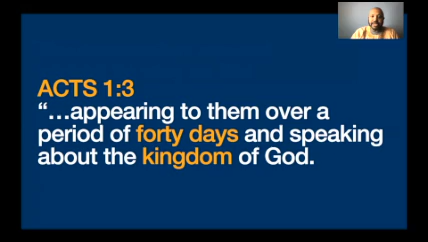 ACTS 1:3
“…appearing to them over a
period of forty days and speaking
about the kingdom of God.